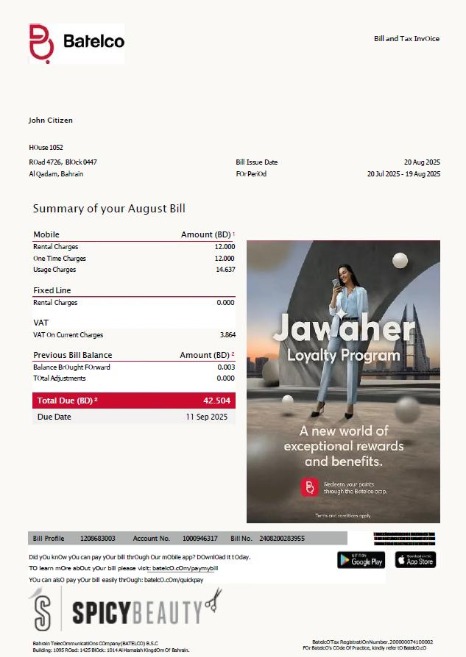 Batelco
Bill and Tax InvOice
John Citizen
HOuse 1052
ROad 4726, BlOck 0447
Al Qadam, Bahrain
Bill Issue Date 20 Aug 2025
FOr PeriOd 20 Jul 2025 - 19 Aug 2025
Summary of your August Bill
Mobile Amount (BD) ¹
Rental Charges 12.000
One Time Charges 12.000
Usage Charges 14.637
Fixed Line
Rental Charges 0.000
VAT
VAT On Current Charges 3.864
Previous Bill Balance Amount (BD) ²
Balance BrOught FOrward 0.003
TOtal Adjustments 0.000
Total Due (BD) ³ 42.504
Due Date 11 Sep 2025
Jawaher
Loyalty Program
A new world of
exceptional rewards
and benefits.
Redeem your points
through the Batelco app.
Terms and conditions apply
Bill Profile 1208683003 Account No. 1000946317 Bill No. 2408200283955
Did yOu knOw yOu can pay yOur bill thrOugh Our mObile app? DOwnlOad it tOday.
TO learn mOre abOut yOur bill please visit: batelcO.cOm/paymybill
YOu can alsO pay yOur bill easily thrOugh: batelcO.cOm/quickpay
GET IT ON
Google Play
Download on the
App Store
S SPICYBEAUTY
Bahrain TelecOmmunicatiOns COmpany(BATELCO) B.S.C
Building: 1095 ROad: 1425 BlOck: 1014 Al Hamalah KingdOm Of Bahrain.
BatelcO Tax RegistratiOn Number. 200000074100002
FOr BatelcO's COde Of Practice, kindly refer tO BatelcO.cO